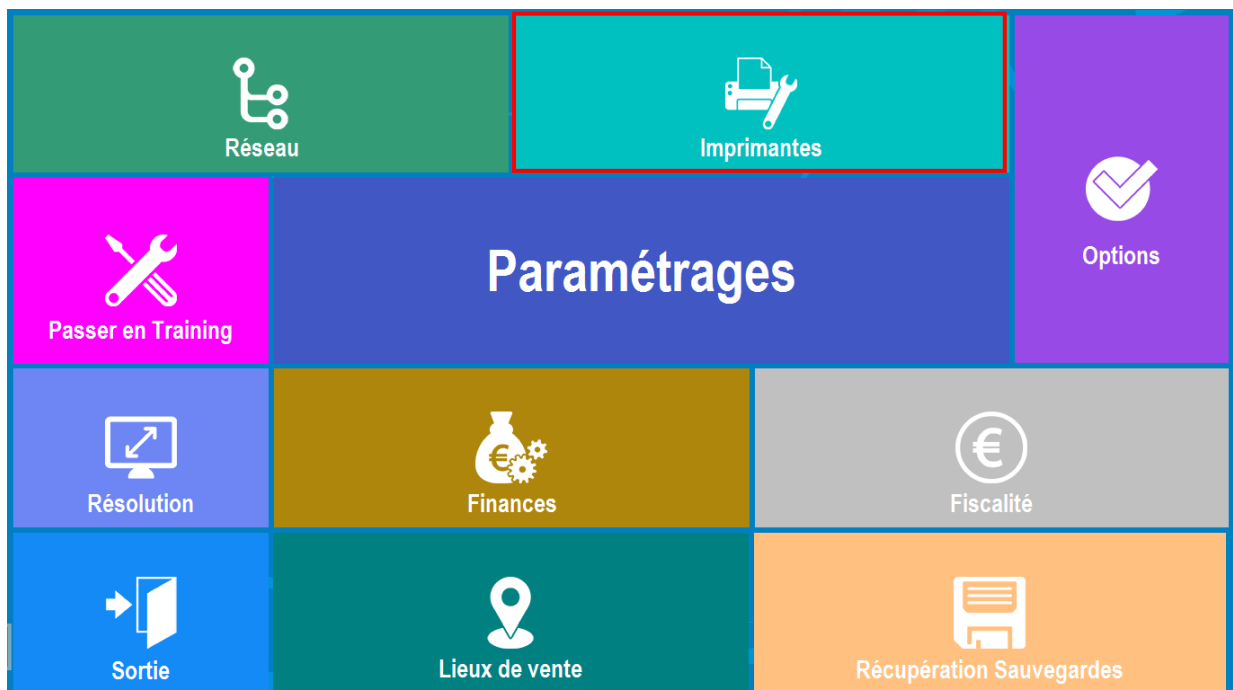 Réseau
Imprimantes
Options
Passer en Training
Paramétrages
Résolution
Finances
Fiscalité
Sortie
Lieux de vente
Récupération Sauvegardes